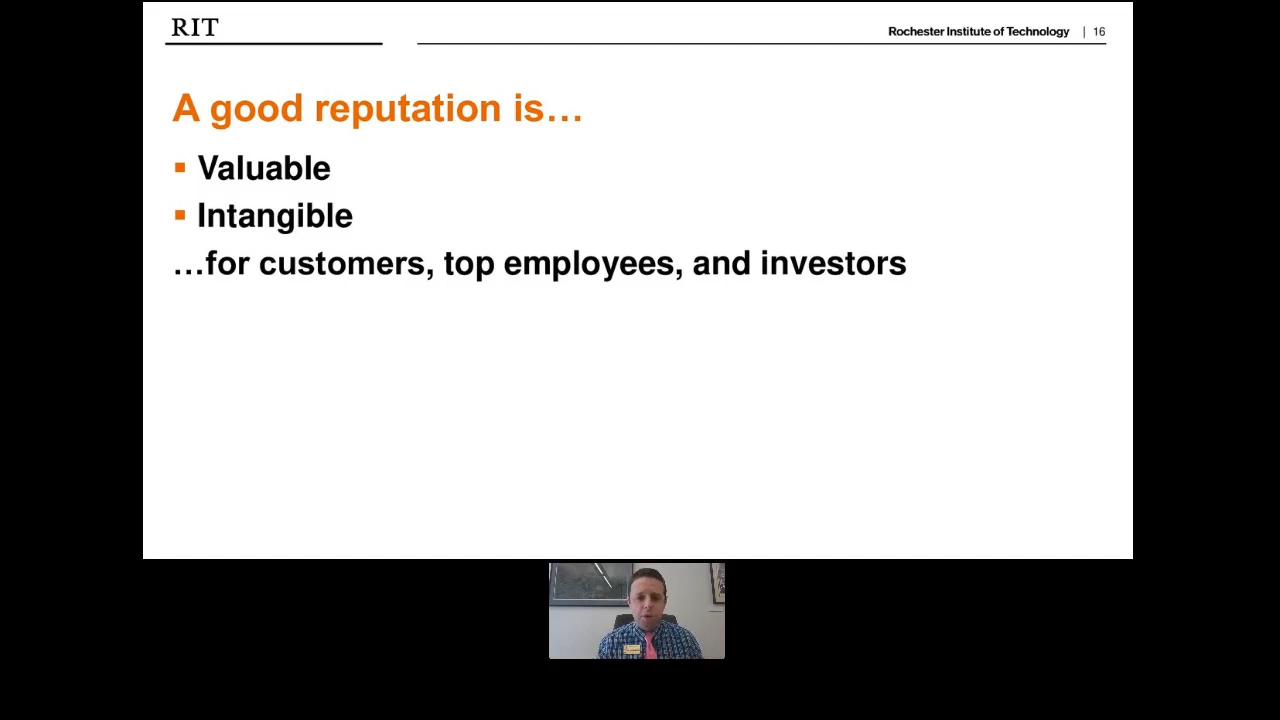 RIT
Rochester Institute of Technology | 16
A good reputation is…
▪ Valuable
▪ Intangible
…for customers, top employees, and investors